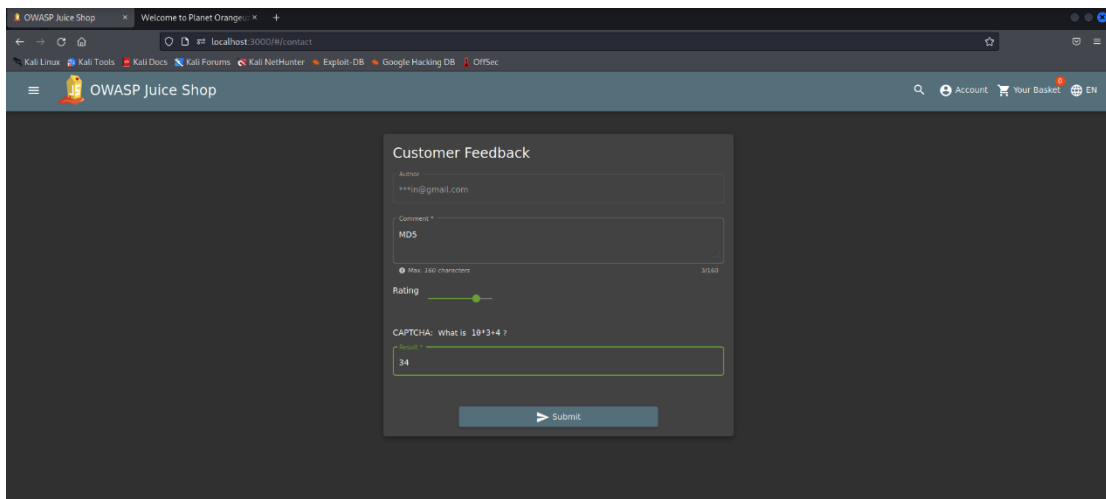 OWASP Juice Shop × Welcome to Planet Orangeu: × +
localhost:3000/#/contact
Kali Linux Kali Tools Kali Docs Kali Forums Kali NetHunter Exploit-DB Google Hacking DB OffSec
OWASP Juice Shop Account Your Basket 0 EN
Customer Feedback
Author
***in@gmail.com
Comment *
MD5
Max. 160 characters 3/160
Rating
CAPTCHA: What is 10*3+4 ?
Result *
34
Submit